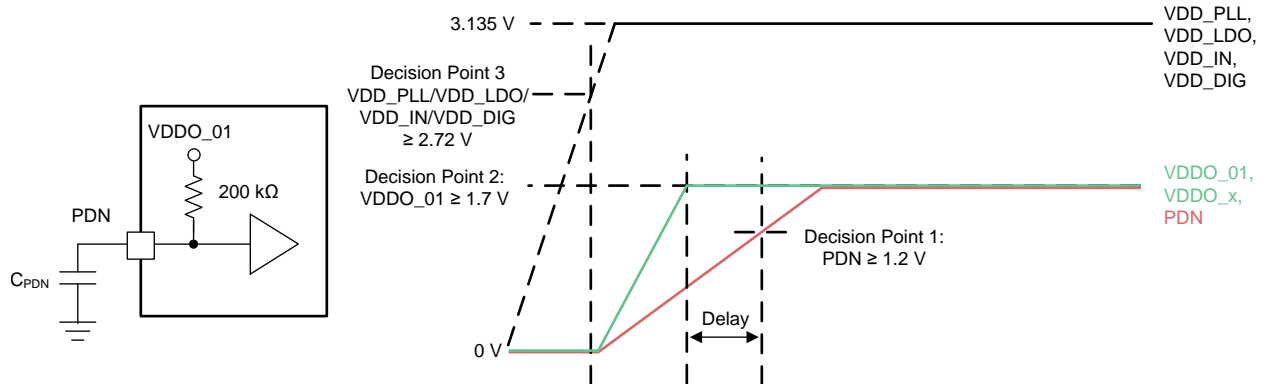 VDDO_01
200 kΩ
PDN
CPDN
3.135 V
Decision Point 3
VDD_PLL/VDD_LDO/
VDD_IN/VDD_DIG
≥ 2.72 V
Decision Point 2:
VDDO_01 ≥ 1.7 V
0 V
Delay
Decision Point 1:
PDN ≥ 1.2 V
VDD_PLL,
VDD_LDO,
VDD_IN,
VDD_DIG
VDDO_01,
VDDO_x,
PDN